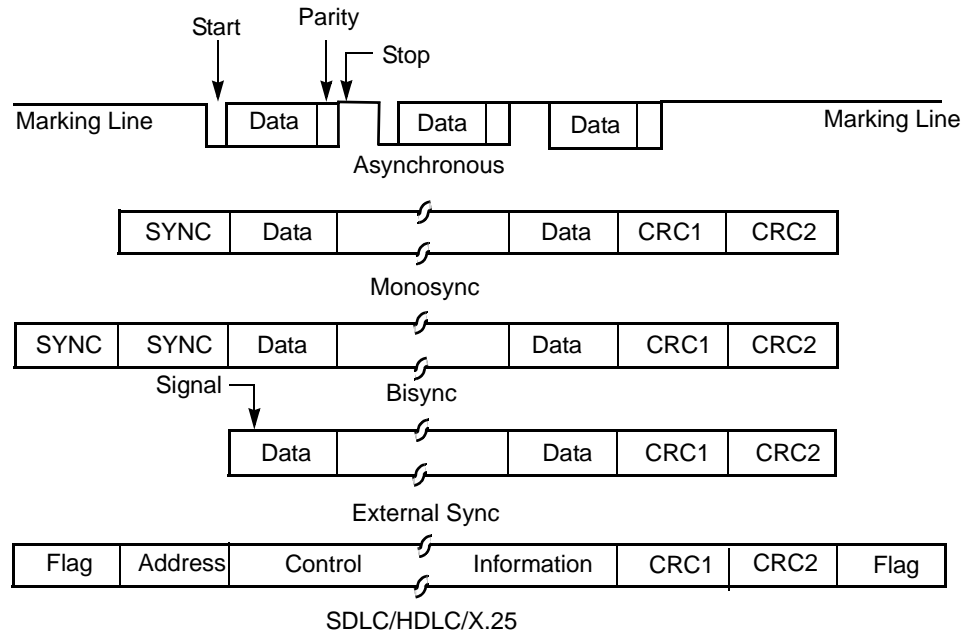 Start
Parity
Stop
Marking Line
Data
Data
Data
Marking Line
Asynchronous
SYNC Data Data CRC1 CRC2
Monosync
SYNC SYNC Data Data CRC1 CRC2
Signal
Bisync
Data Data CRC1 CRC2
External Sync
Flag Address Control Information CRC1 CRC2 Flag
SDLC/HDLC/X.25